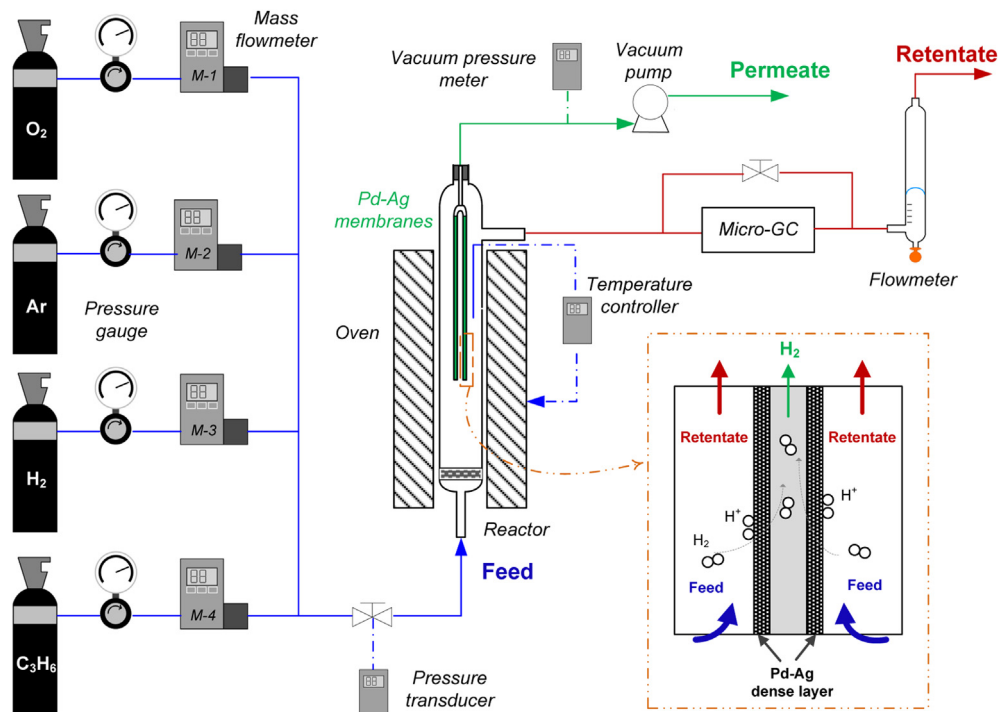 Mass
flowmeter
M-1
O2
Vacuum pressure
meter
Vacuum
pump
Permeate
Retentate
Pd-Ag
membranes
M-2
Ar
Pressure
gauge
Micro-GC
Flowmeter
Oven
Temperature
controller
M-3
H2
Reactor
Feed
M-4
C3H6
Pressure
transducer
H2
Retentate
Retentate
H+
H+
H2
Feed
Feed
Pd-Ag
dense layer